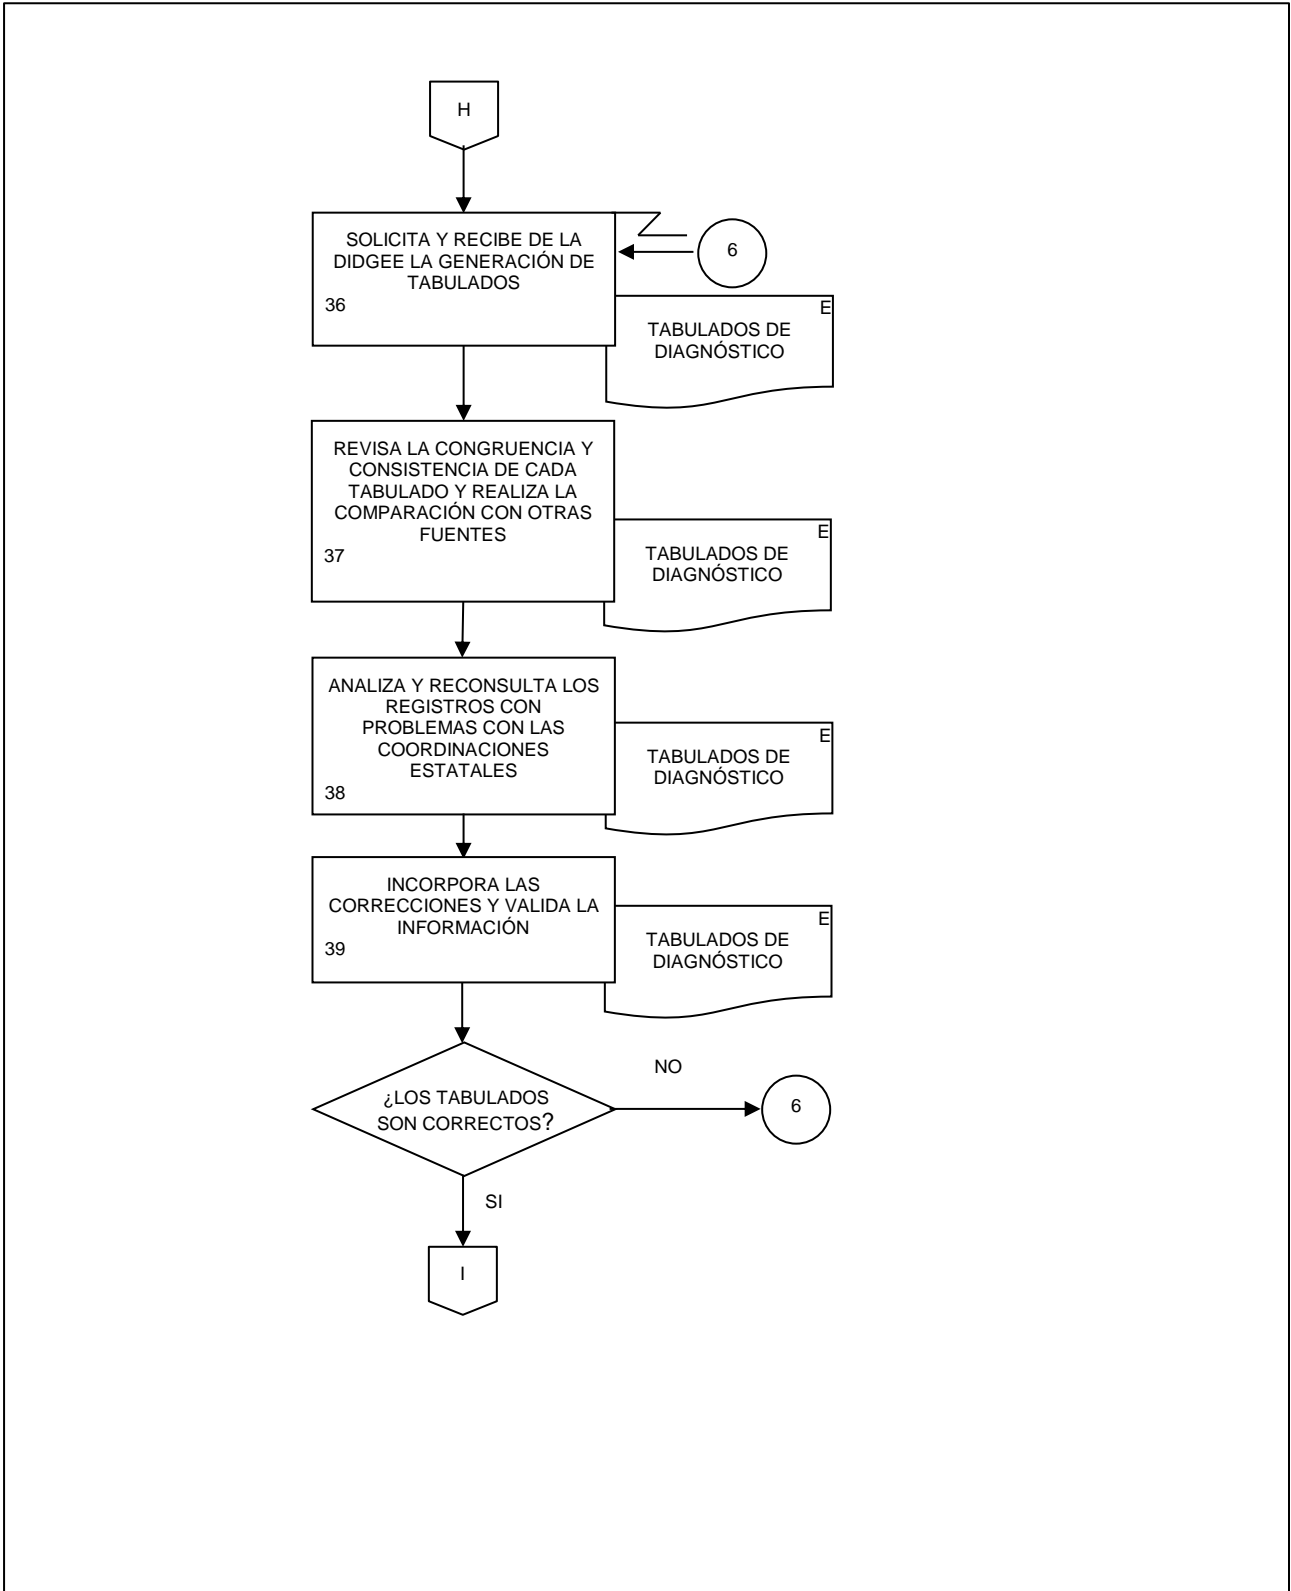 H
SOLICITA Y RECIBE DE LA
DIDGEE LA GENERACIÓN DE
TABULADOS
36
6
E
TABULADOS DE
DIAGNÓSTICO
REVISA LA CONGRUENCIA Y
CONSISTENCIA DE CADA
TABULADO Y REALIZA LA
COMPARACIÓN CON OTRAS
FUENTES
37
E
TABULADOS DE
DIAGNÓSTICO
ANALIZA Y RECONSULTA LOS
REGISTROS CON
PROBLEMAS CON LAS
COORDINACIONES
ESTATALES
38
E
TABULADOS DE
DIAGNÓSTICO
INCORPORA LAS
CORRECCIONES Y VALIDA LA
INFORMACIÓN
39
E
TABULADOS DE
DIAGNÓSTICO
¿LOS TABULADOS
SON CORRECTOS?
NO
6
SI
I